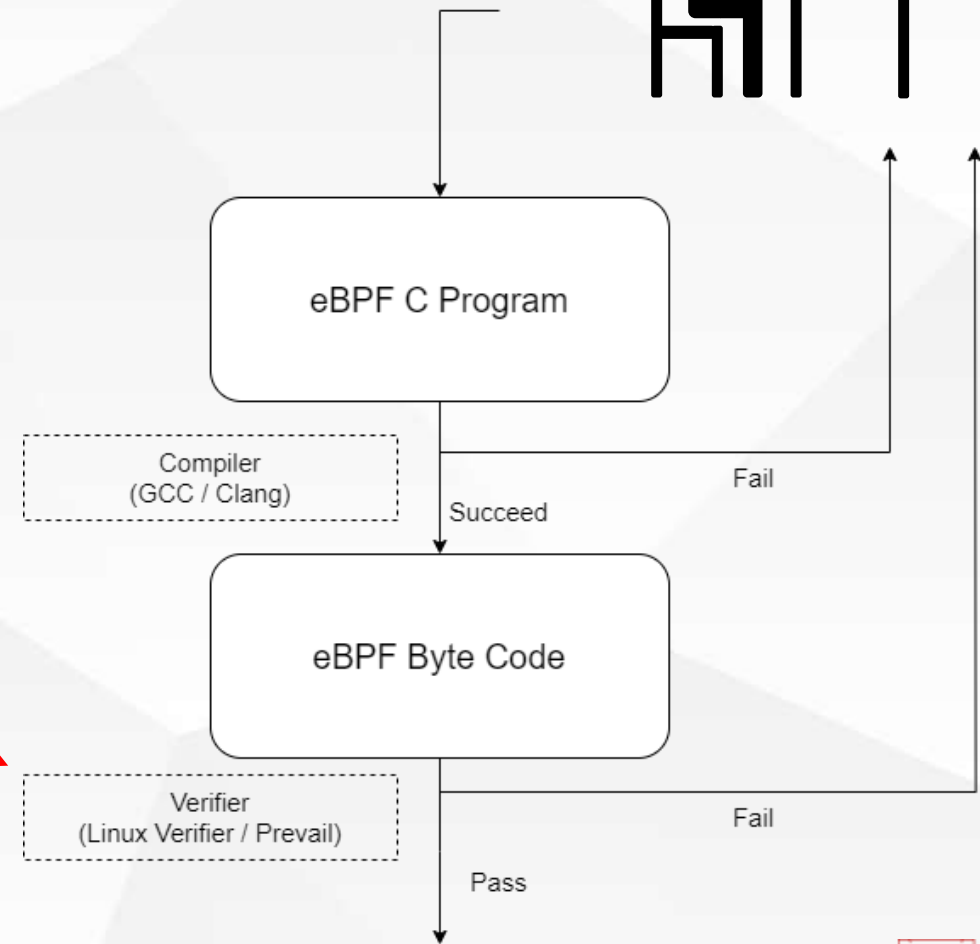 eBPF C Program
Compiler
(GCC / Clang)
Fail
Succeed
eBPF Byte Code
Verifier
(Linux Verifier / Prevail)
Fail
Pass